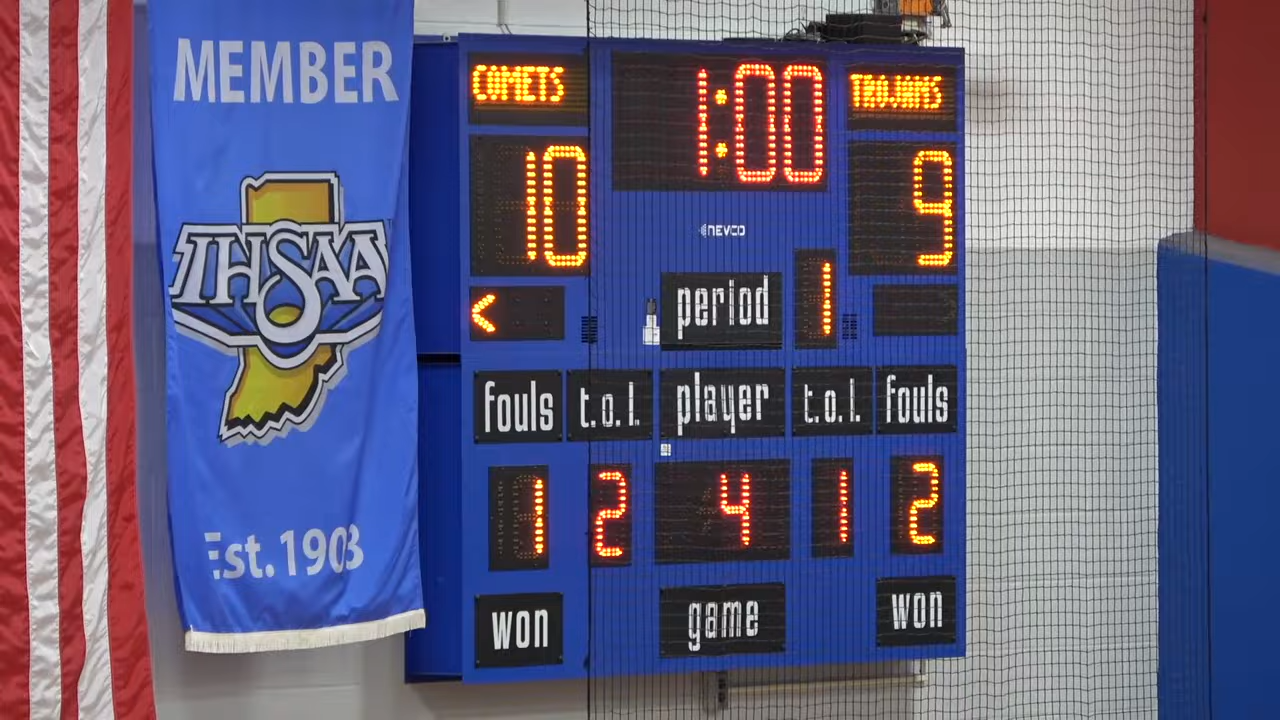 MEMBER
IHSAA
Est. 1903
COMETS
1:00
TROJANS
10
9
NEVCO
<
period
1
fouls
t.o.l.
player
t.o.l.
fouls
1
2
4
1
2
won
game
won